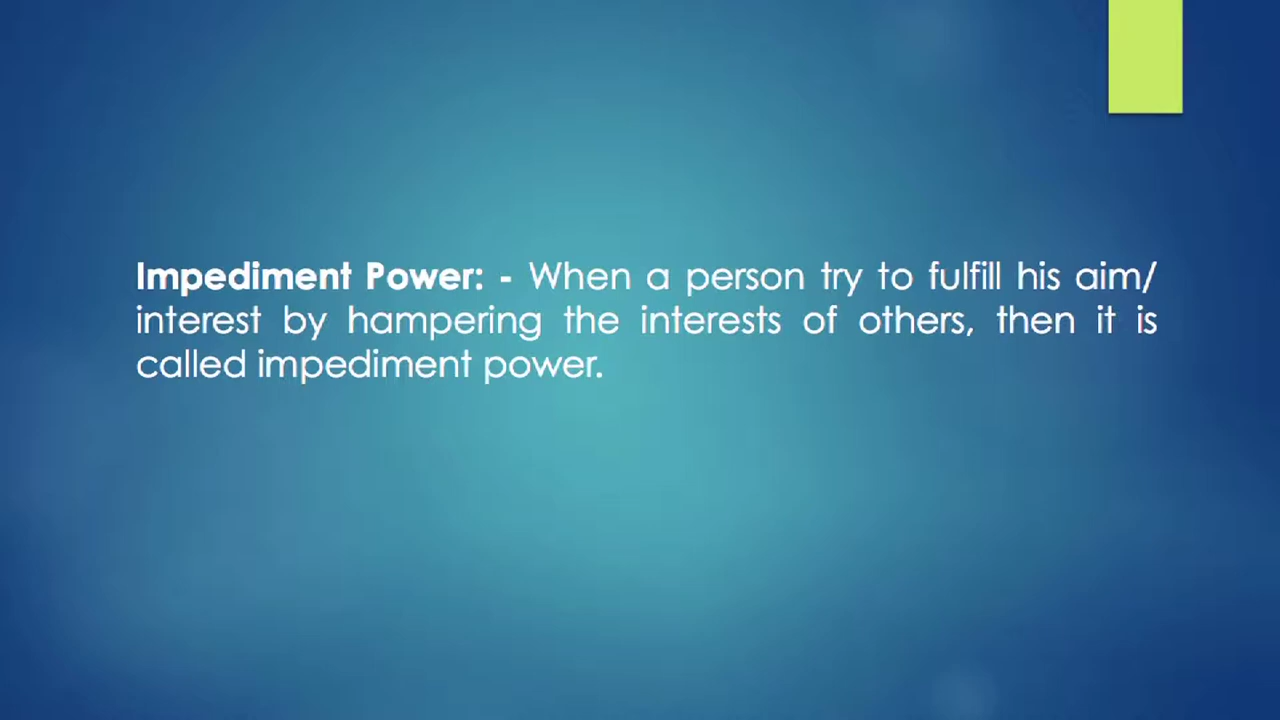 Impediment Power: - When a person try to fulfill his aim/
interest by hampering the interests of others, then it is
called impediment power.